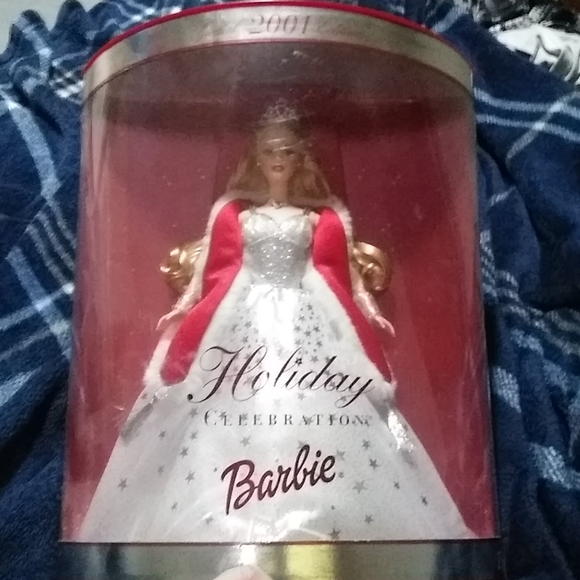 2001
Holiday
CELEBRATION
Barbie